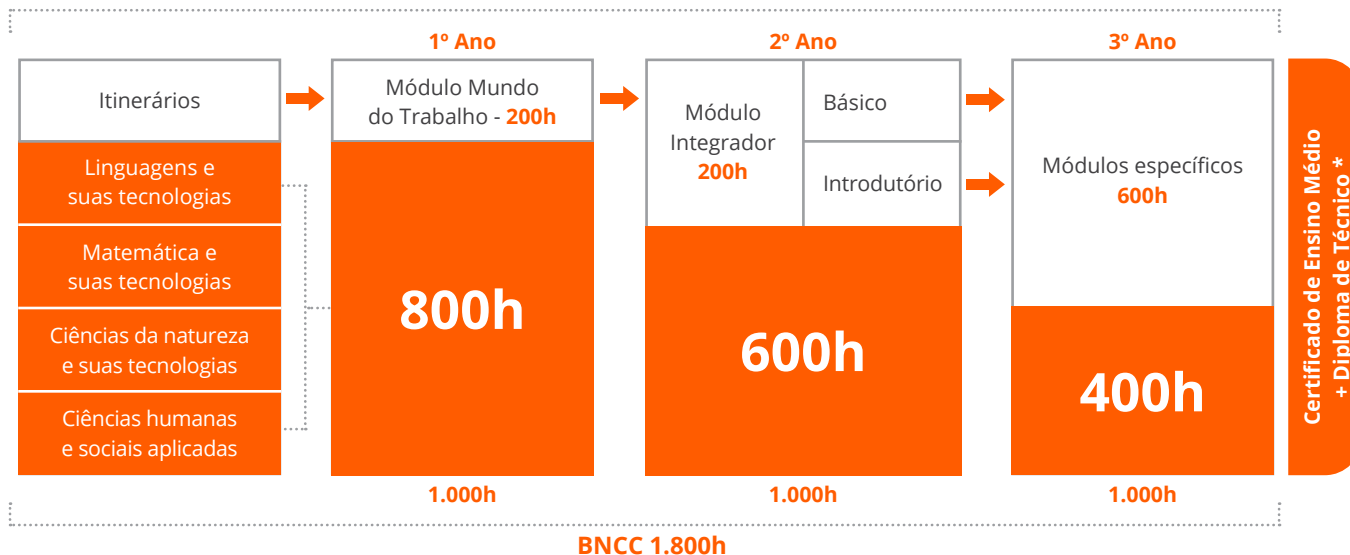 1º Ano
2º Ano
3º Ano
Itinerários
Módulo Mundo
do Trabalho - 200h
Módulo
Integrador
200h
Básico
Introdutório
Módulos específicos
600h
Linguagens e
suas tecnologias
Matemática e
suas tecnologias
Ciências da natureza
e suas tecnologias
Ciências humanas
e sociais aplicadas
800h
600h
400h
1.000h
1.000h
1.000h
BNCC 1.800h
Certificado de Ensino Médio
+ Diploma de Técnico *